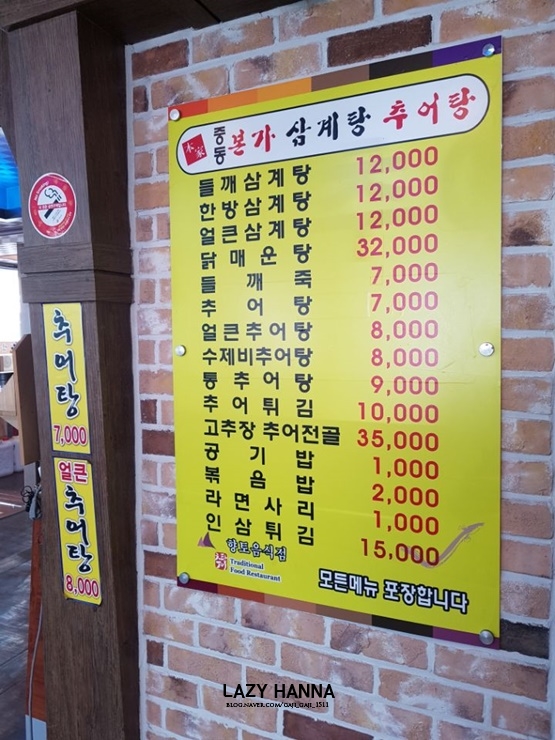 本家 중동 본가 삼계탕 추어탕
들깨삼계탕 12,000
한방삼계탕 12,000
얼큰삼계탕 12,000
닭매운탕 32,000
들깨죽 7,000
추어탕 7,000
얼큰추어탕 8,000
수제비추어탕 8,000
통추어탕 9,000
추어튀김 10,000
고추장 추어전골 35,000
공기밥 1,000
볶음밥 2,000
라면사리 1,000
인삼튀김 15,000
향토음식점
Traditional
Food Restaurant
모든메뉴 포장합니다
추어탕
7,000
얼큰
추어탕
8,000
LAZY HANNA
BLOG.NAVER.COM/GAJI_GAJI_1511